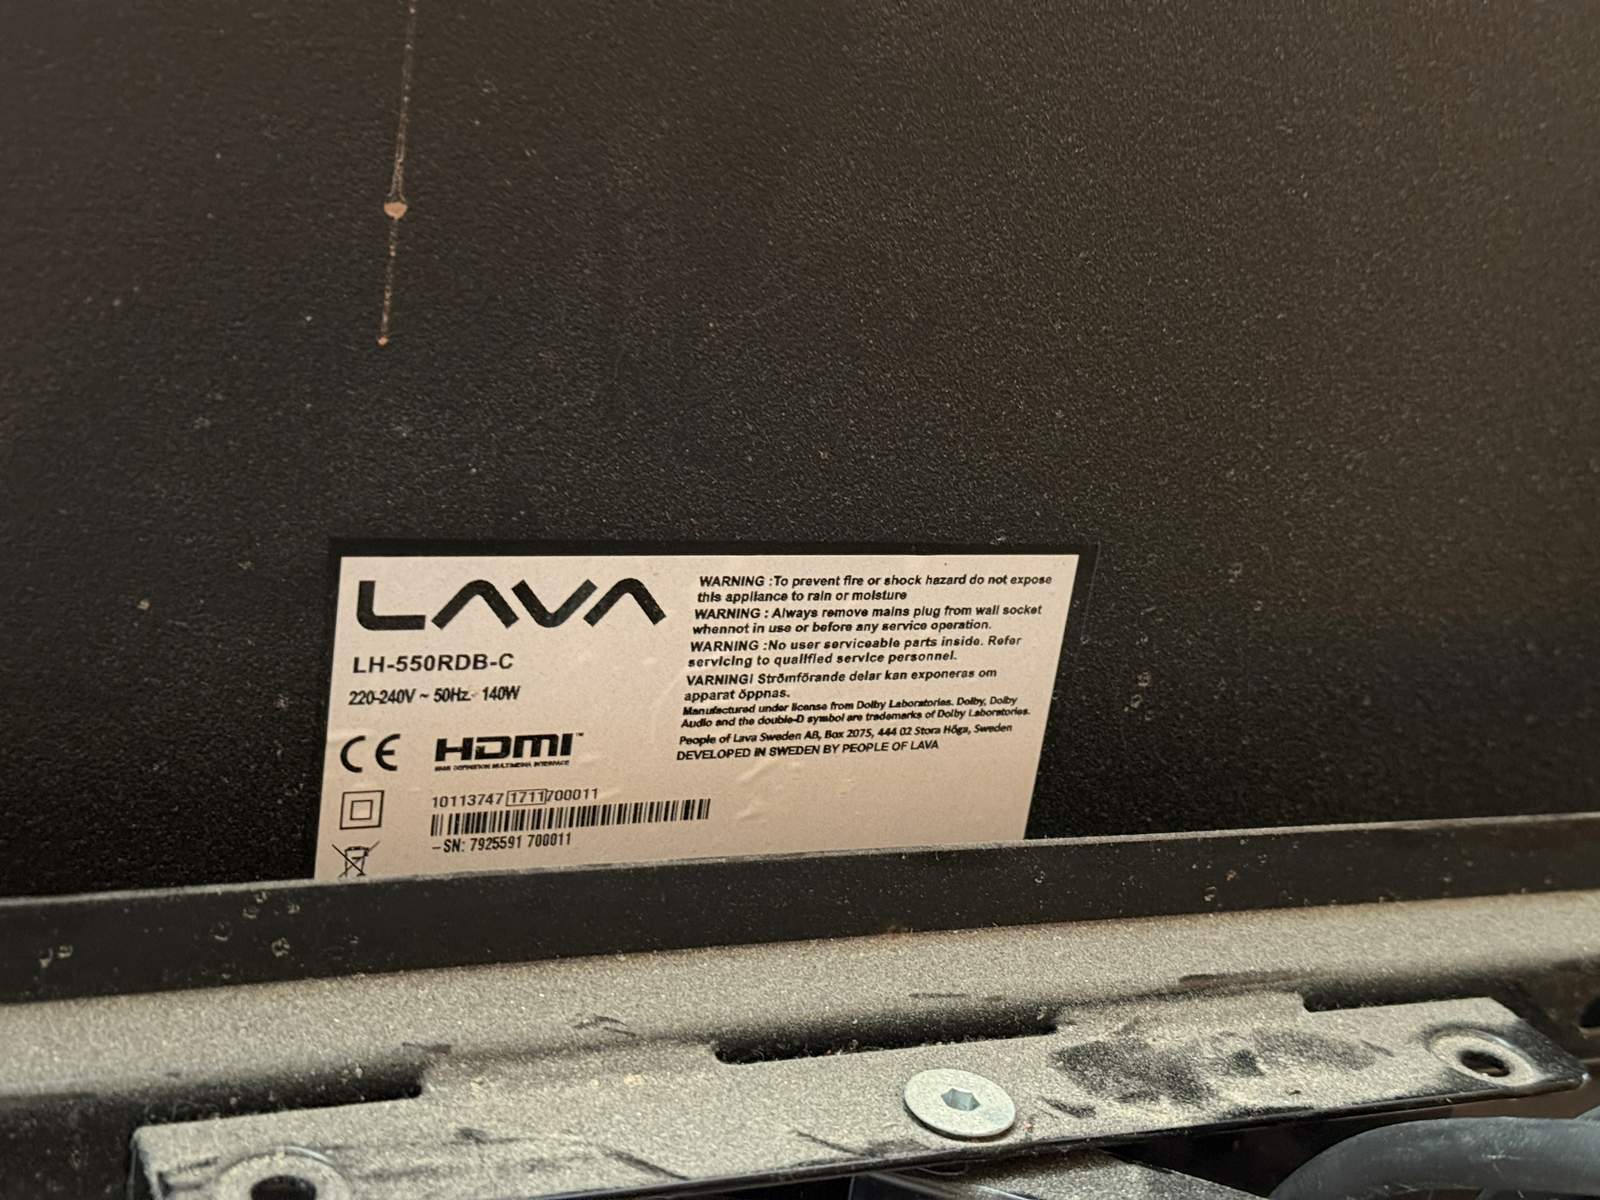 LAVA
LH-550RDB-C
220-240V ~ 50Hz 140W
CE HDMI™
HIGH DEFINITION MULTIMEDIA INTERFACE
10113747 1711 700011
-SN: 7925591 700011
WARNING :To prevent fire or shock hazard do not expose
this appliance to rain or moisture
WARNING : Always remove mains plug from wall socket
whennot in use or before any service operation.
WARNING :No user serviceable parts inside. Refer
servicing to qualified service personnel.
VARNING! Strömförande delar kan exponeras om
apparat öppnas.
Manufactured under license from Dolby Laboratories. Dolby, Dolby
Audio and the double-D symbol are trademarks of Dolby Laboratories.
People of Lava Sweden AB, Box 2075, 444 02 Stora Höga, Sweden
DEVELOPED IN SWEDEN BY PEOPLE OF LAVA